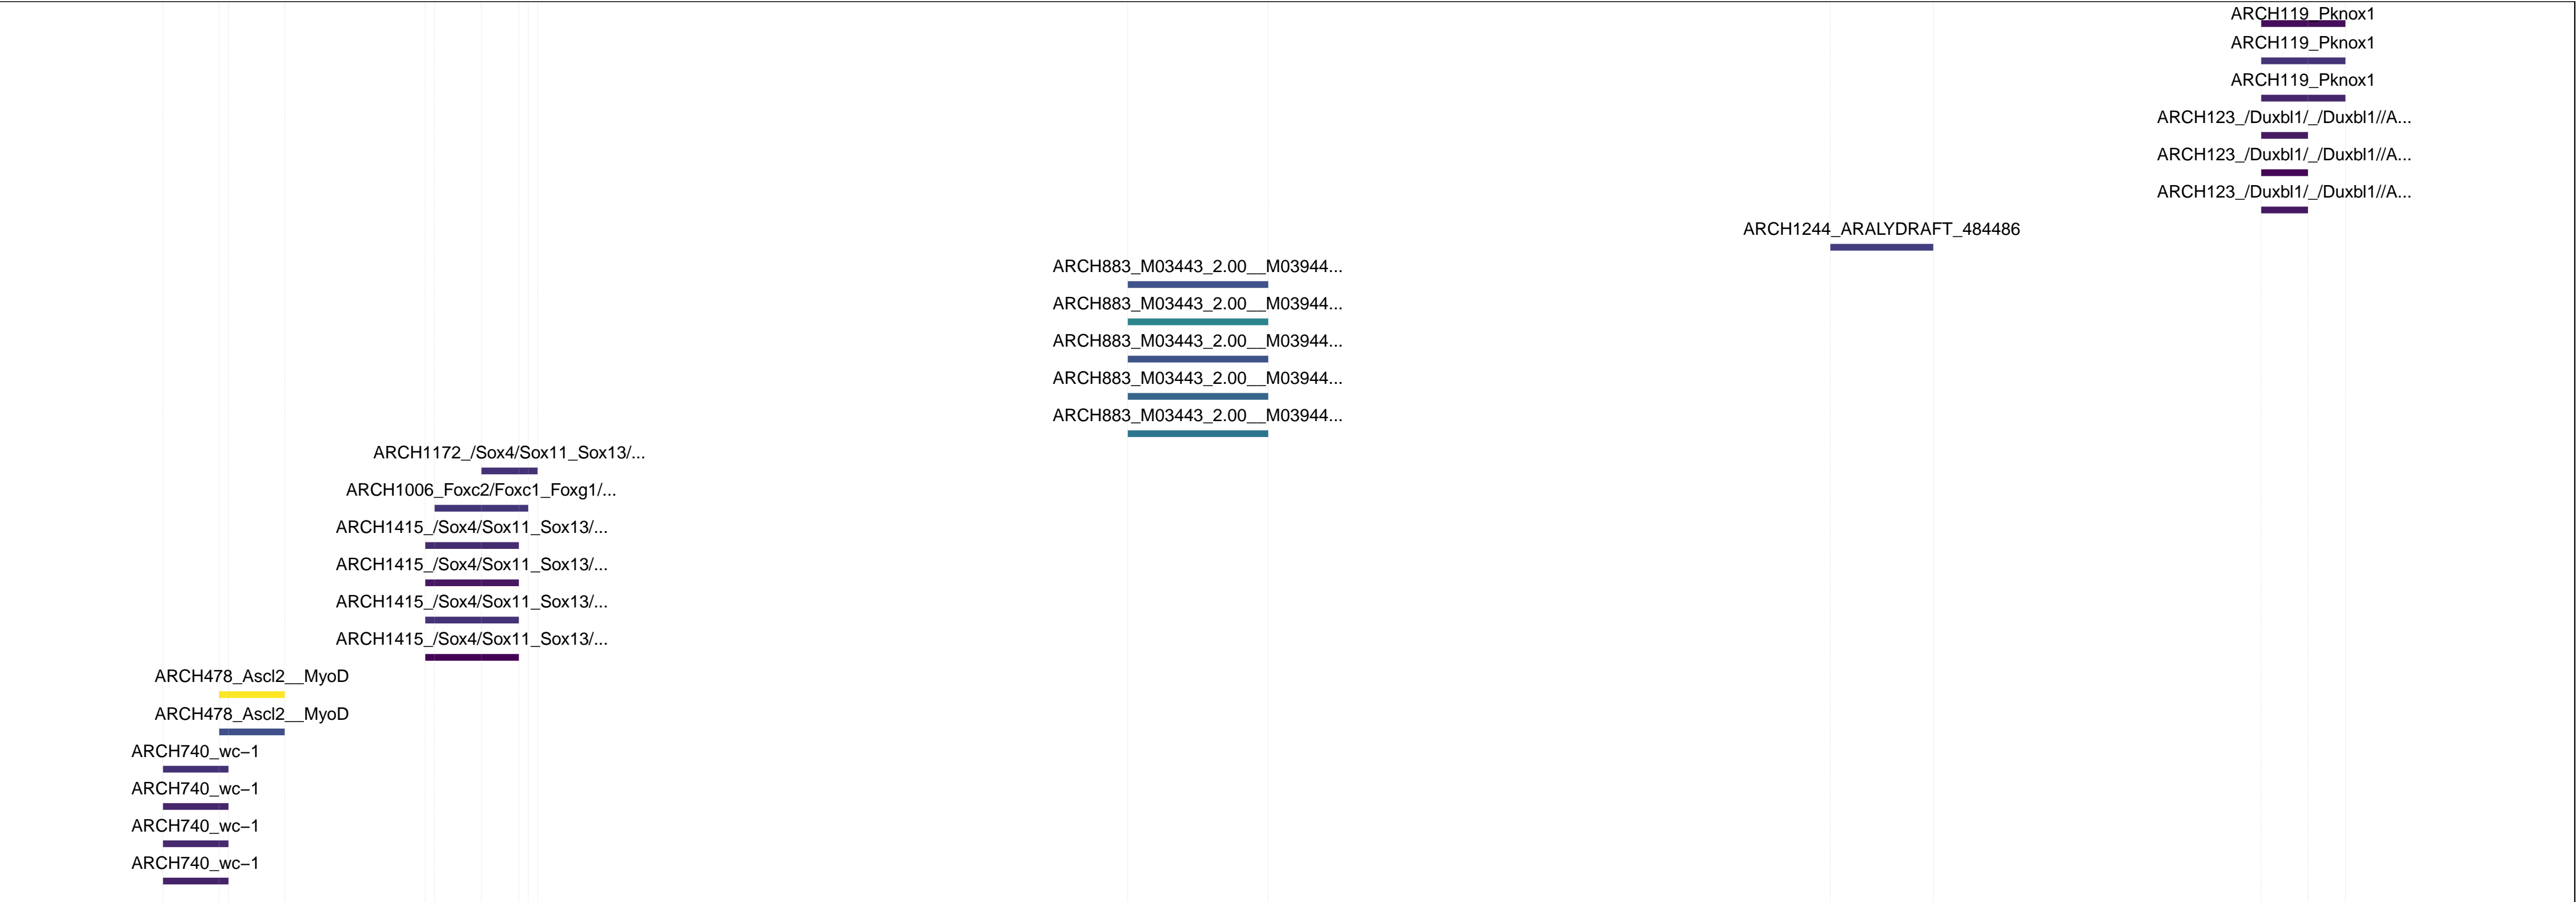 ARCH119_Pknox1
ARCH119_Pknox1
ARCH119_Pknox1
ARCH123_/Duxbl1/_/Duxbl1//A...
ARCH123_/Duxbl1/_/Duxbl1//A...
ARCH123_/Duxbl1/_/Duxbl1//A...
ARCH1244_ARALYDRAFT_484486
ARCH883_M03443_2.00__M03944...
ARCH883_M03443_2.00__M03944...
ARCH883_M03443_2.00__M03944...
ARCH883_M03443_2.00__M03944...
ARCH883_M03443_2.00__M03944...
ARCH1172_/Sox4/Sox11_Sox13/...
ARCH1006_Foxc2/Foxc1_Foxg1/...
ARCH1415_/Sox4/Sox11_Sox13/...
ARCH1415_/Sox4/Sox11_Sox13/...
ARCH1415_/Sox4/Sox11_Sox13/...
ARCH1415_/Sox4/Sox11_Sox13/...
ARCH478_Ascl2__MyoD
ARCH478_Ascl2__MyoD
ARCH740_wc−1
ARCH740_wc−1
ARCH740_wc−1
ARCH740_wc−1